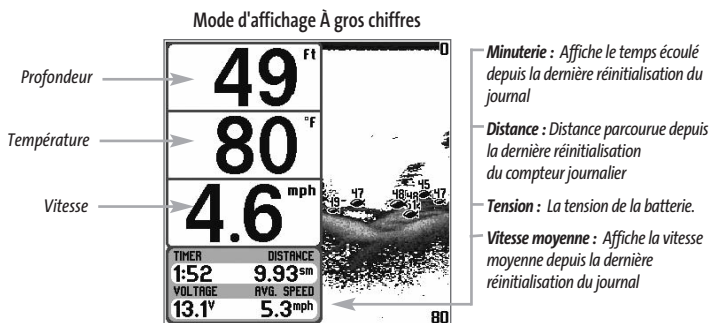 Mode d'affichage À gros chiffres
Profondeur
Température
Vitesse
49 Ft
80 °F
4.6 mph
TIMER DISTANCE
1:52 9.93sm
VOLTAGE AVG. SPEED
13.1V 5.3mph
0
45
47 48 48 47
49 51
80
Minuterie : Affiche le temps écoulé
depuis la dernière réinitialisation du
journal
Distance : Distance parcourue depuis
la dernière réinitialisation
du compteur journalier
Tension : La tension de la batterie.
Vitesse moyenne : Affiche la vitesse
moyenne depuis la dernière
réinitialisation du journal